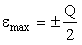 ε_max = ± Q/2